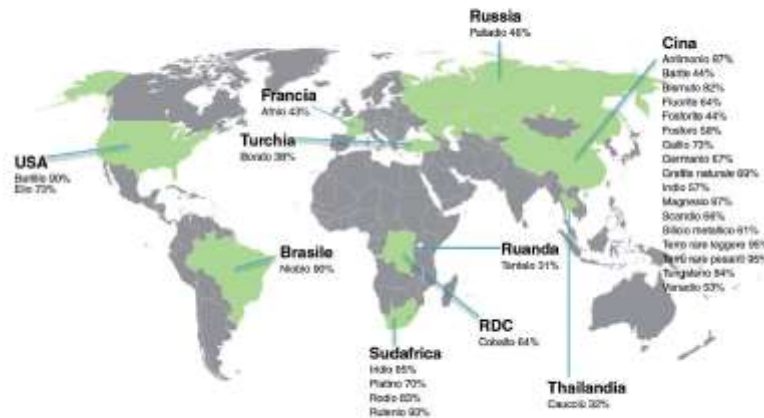 Russia
Palladio 46%
Cina
Antimonio 87%
Barite 44%
Bismuto 82%
Fluorite 64%
Fosforite 44%
Fosforo 58%
Gallio 73%
Germanio 67%
Grafite naturale 69%
Indio 57%
Magnesio 87%
Scandio 66%
Silicio metallico 61%
Terre rare leggere 95%
Terre rare pesanti 95%
Tungsteno 84%
Vanadio 53%
Francia
Afnio 43%
Turchia
Borato 38%
USA
Berillio 90%
Elio 73%
Brasile
Niobio 90%
Ruanda
Tantalo 31%
RDC
Cobalto 64%
Sudafrica
Iridio 85%
Platino 70%
Rodio 83%
Rutenio 93%
Thailandia
Caucciù 32%